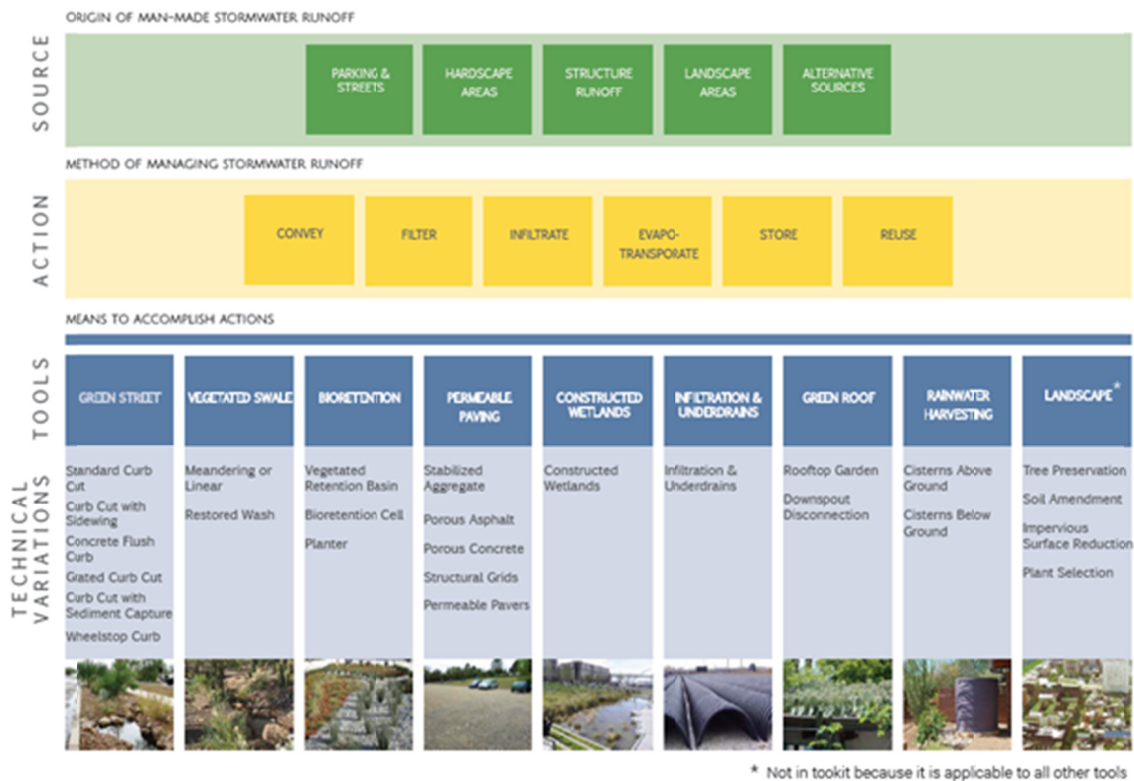 ORIGIN OF MAN-MADE STORMWATER RUNOFF
SOURCE
PARKING &
STREETS
HARDSCAPE
AREAS
STRUCTURE
RUNOFF
LANDSCAPE
AREAS
ALTERNATIVE
SOURCES
METHOD OF MANAGING STORMWATER RUNOFF
ACTION
CONVEY
FILTER
INFILTRATE
EVAPO-
TRANSPORATE
STORE
REUSE
MEANS TO ACCOMPLISH ACTIONS
TOOLS
GREEN STREET
VEGETATED SWALE
BIORETENTION
PERMEABLE
PAVING
CONSTRUCTED
WETLANDS
INFILTRATION &
UNDERDRAINS
GREEN ROOF
RAINWATER
HARVESTING
LANDSCAPE*
TECHNICAL
VARIATIONS
Standard Curb
Cut
Curb Cut with
Sidewing
Concrete Flush
Curb
Grated Curb Cut
Curb Cut with
Sediment Capture
Wheelstop Curb
Meandering or
Linear
Restored Wash
Vegetated
Retention Basin
Bioretention Cell
Planter
Stabilized
Aggregate
Porous Asphalt
Porous Concrete
Structural Grids
Permeable Pavers
Constructed
Wetlands
Infiltration &
Underdrains
Rooftop Garden
Downspout
Disconnection
Cisterns Above
Ground
Cisterns Below
Ground
Tree Preservation
Soil Amendment
Impervious
Surface Reduction
Plant Selection
* Not in tookit because it is applicable to all other tools